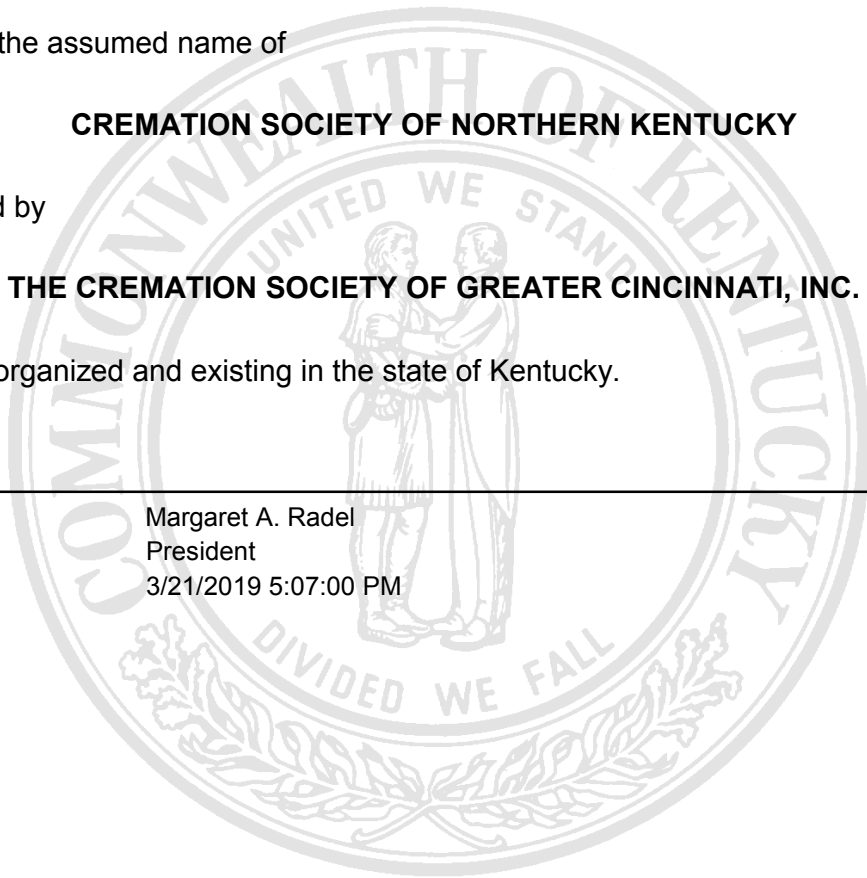 the assumed name of
CREMATION SOCIETY OF NORTHERN KENTUCKY
d by
THE CREMATION SOCIETY OF GREATER CINCINNATI, INC.
organized and existing in the state of Kentucky.
Margaret A. Radel
President
3/21/2019 5:07:00 PM
COMMONWEALTH OF KENTUCKY
UNITED WE STAND
DIVIDED WE FALL